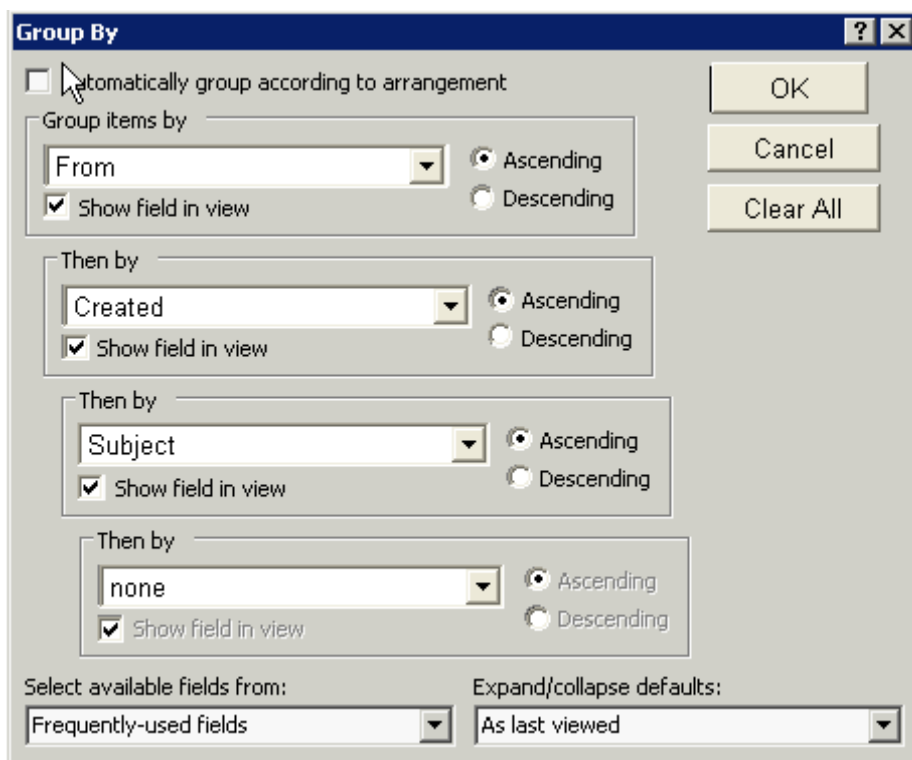 Group By
Automatically group according to arrangement
OK
Group items by
From
Ascending
Cancel
Show field in view
Descending
Clear All
Then by
Created
Ascending
Show field in view
Descending
Then by
Subject
Ascending
Show field in view
Descending
Then by
none
Ascending
Show field in view
Descending
Select available fields from:
Expand/collapse defaults:
Frequently-used fields
As last viewed